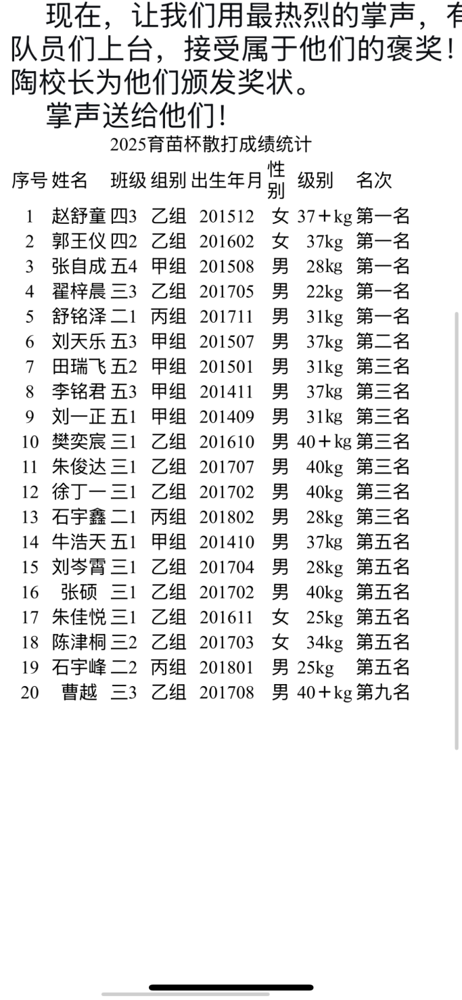 现在，让我们用最热烈的掌声，有
队员们上台，接受属于他们的褒奖！
陶校长为他们颁发奖状。
掌声送给他们！
2025育苗杯散打成绩统计
序号 姓名 班级 组别 出生年月 性别 级别 名次
1 赵舒童 四3 乙组 201512 女 37＋kg 第一名
2 郭王仪 四2 乙组 201602 女 37kg 第一名
3 张自成 五4 甲组 201508 男 28kg 第一名
4 翟梓晨 三3 乙组 201705 男 22kg 第一名
5 舒铭泽 二1 丙组 201711 男 31kg 第一名
6 刘天乐 五3 甲组 201507 男 37kg 第二名
7 田瑞飞 五2 甲组 201501 男 31kg 第三名
8 李铭君 五3 甲组 201411 男 37kg 第三名
9 刘一正 五1 甲组 201409 男 31kg 第三名
10 樊奕宸 三1 乙组 201610 男 40＋kg 第三名
11 朱俊达 三1 乙组 201707 男 40kg 第三名
12 徐丁一 三1 乙组 201702 男 40kg 第三名
13 石宇鑫 二1 丙组 201802 男 28kg 第三名
14 牛浩天 五1 甲组 201410 男 37kg 第五名
15 刘岑霄 三1 乙组 201704 男 28kg 第五名
16 张硕 三1 乙组 201702 男 40kg 第五名
17 朱佳悦 三1 乙组 201611 女 25kg 第五名
18 陈津桐 三2 乙组 201703 女 34kg 第五名
19 石宇峰 二2 丙组 201801 男 25kg 第五名
20 曹越 三3 乙组 201708 男 40＋kg 第九名